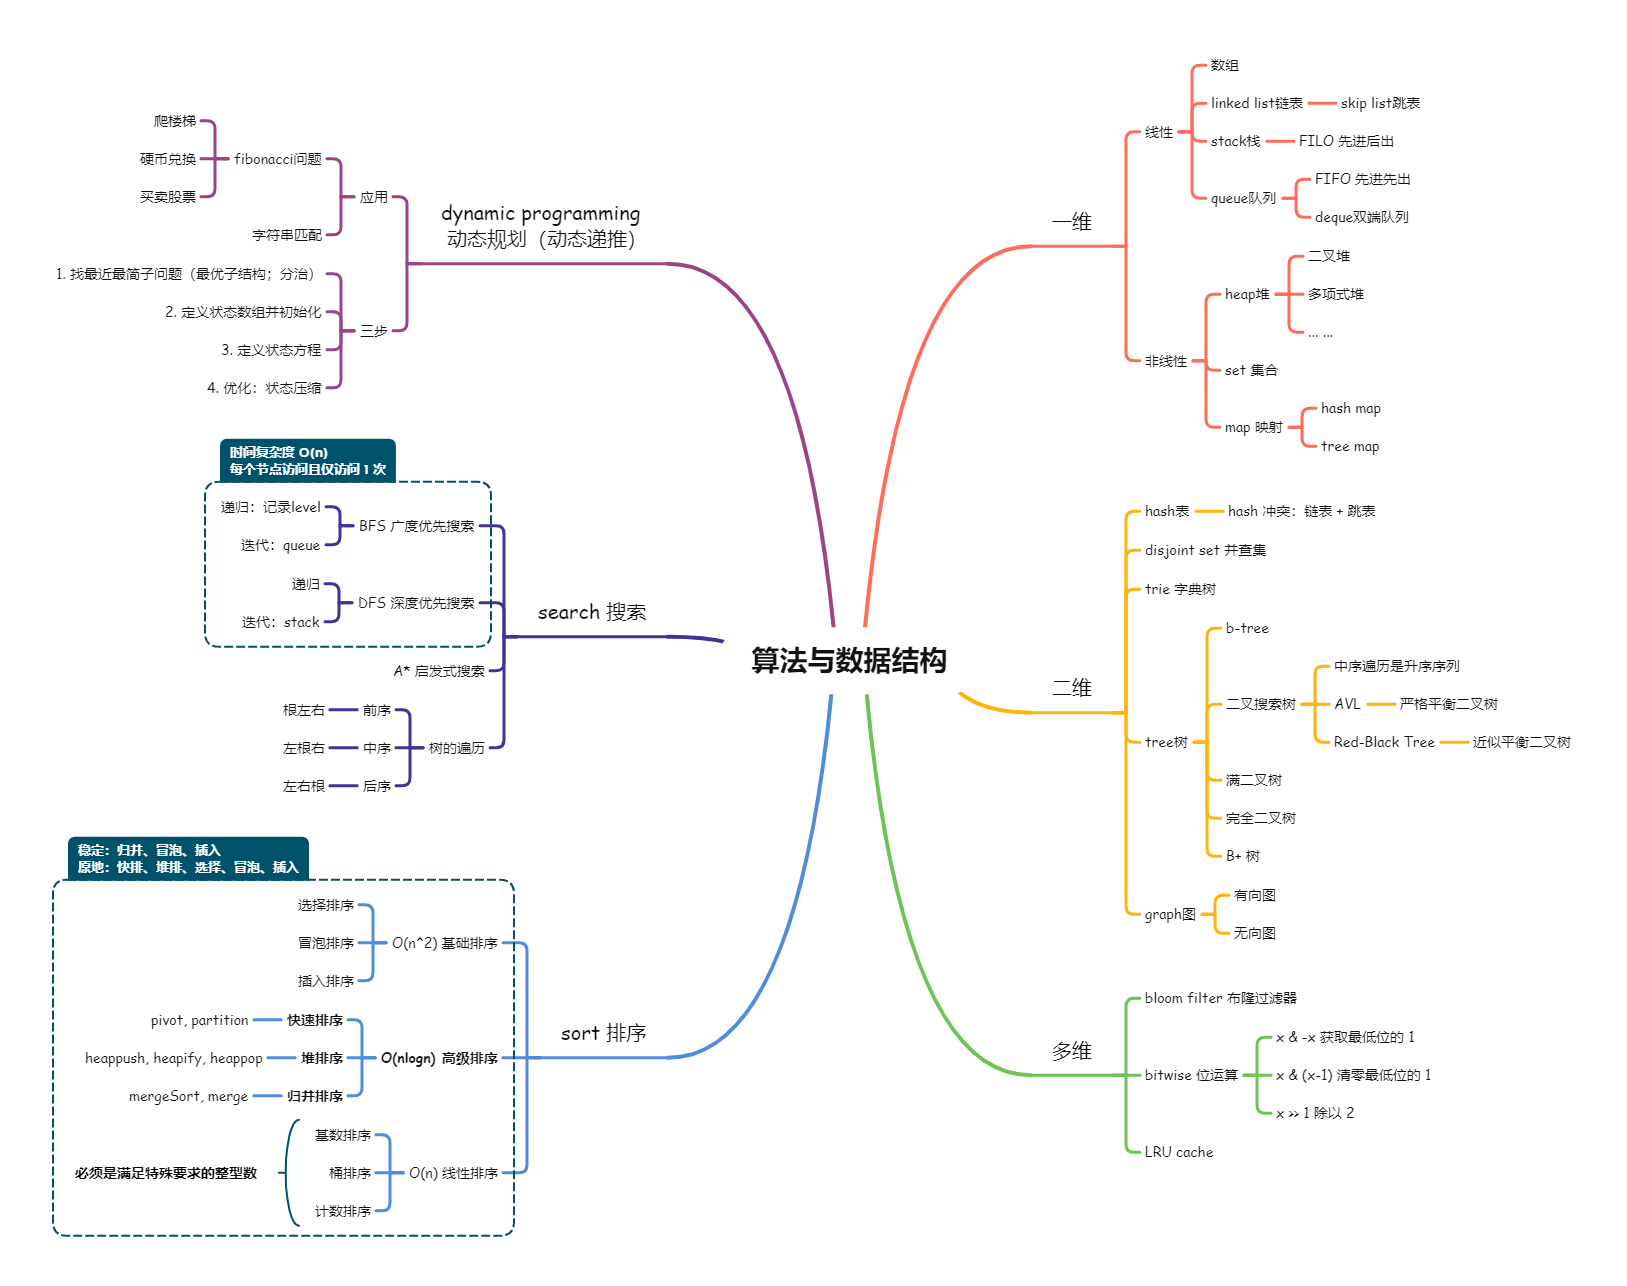 算法与数据结构
dynamic programming
动态规划（动态递推）
应用
fibonacci问题
爬楼梯
硬币兑换
买卖股票
字符串匹配
三步
1. 找最近最简子问题（最优子结构；分治）
2. 定义状态数组并初始化
3. 定义状态方程
4. 优化：状态压缩
search 搜索
时间复杂度 O(n)
每个节点访问且仅访问 1 次
BFS 广度优先搜索
递归：记录level
迭代：queue
DFS 深度优先搜索
递归
迭代：stack
A* 启发式搜索
树的遍历
前序
根左右
中序
左根右
后序
左右根
sort 排序
稳定：归并、冒泡、插入
原地：快排、堆排、选择、冒泡、插入
O(n^2) 基础排序
选择排序
冒泡排序
插入排序
O(nlogn) 高级排序
快速排序
pivot, partition
堆排序
heappush, heapify, heappop
归并排序
mergeSort, merge
O(n) 线性排序
基数排序
桶排序
计数排序
必须是满足特殊要求的整型数
一维
线性
数组
linked list链表
skip list跳表
stack栈
FILO 先进后出
queue队列
FIFO 先进先出
deque双端队列
非线性
heap堆
二叉堆
多项式堆
... ...
set 集合
map 映射
hash map
tree map
二维
hash表
hash 冲突：链表 + 跳表
disjoint set 并查集
trie 字典树
tree树
b-tree
二叉搜索树
中序遍历是升序序列
AVL
严格平衡二叉树
Red-Black Tree
近似平衡二叉树
满二叉树
完全二叉树
B+ 树
graph图
有向图
无向图
多维
bloom filter 布隆过滤器
bitwise 位运算
x & -x 获取最低位的 1
x & (x-1) 清零最低位的 1
x >> 1 除以 2
LRU cache